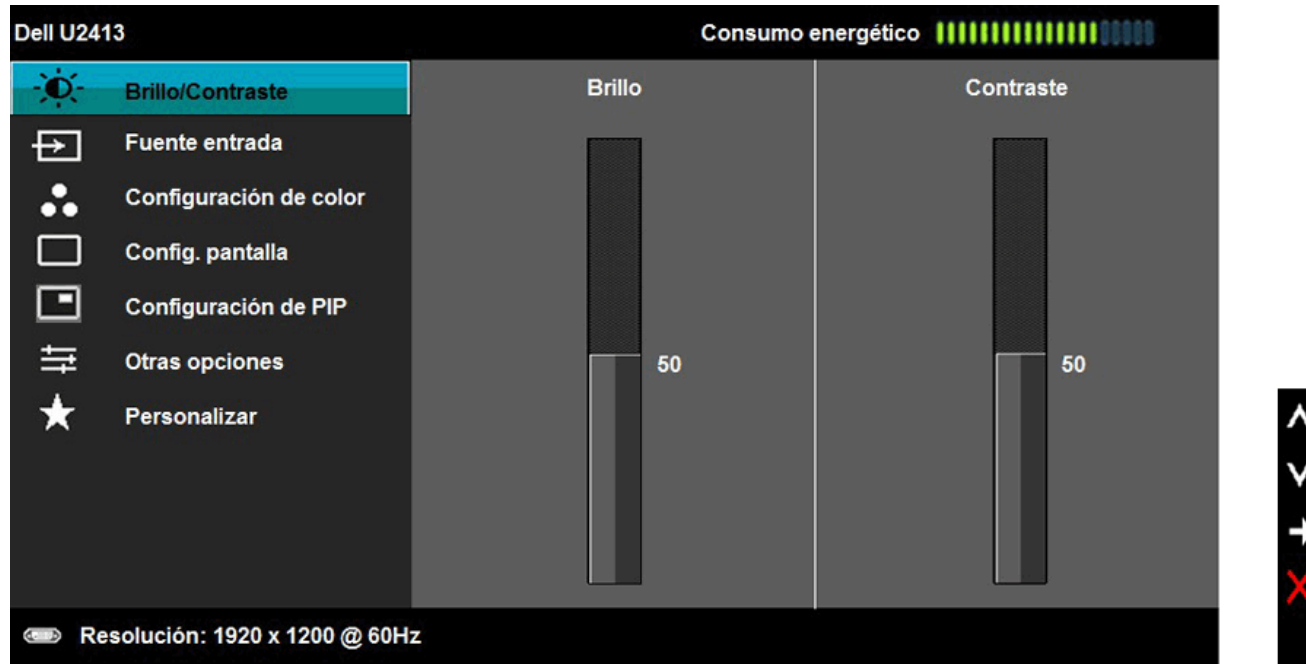 Dell U2413
Consumo energético
Brillo/Contraste
Fuente entrada
Configuración de color
Config. pantalla
Configuración de PIP
Otras opciones
Personalizar
Brillo
50
Contraste
50
Resolución: 1920 x 1200 @ 60Hz